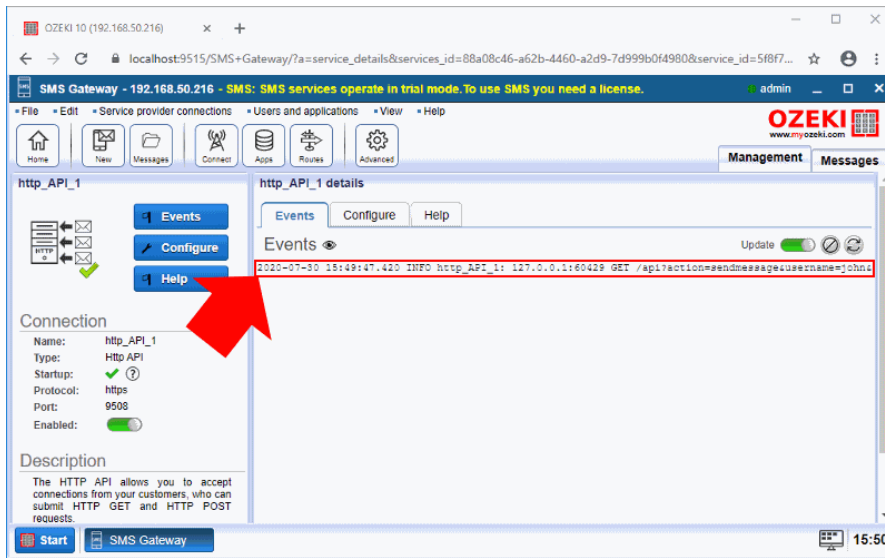 OZEKI 10 (192.168.50.216)
localhost:9515/SMS+Gateway/?a=service_details&services_id=88a08c46-a62b-4460-a2d9-7d999b0f4980&service_id=5f8f7...
SMS Gateway - 192.168.50.216 - SMS: SMS services operate in trial mode.To use SMS you need a license.
admin
File Edit Service provider connections Users and applications View Help
OZEKI
www.myozeki.com
Home New Messages Connect Apps Routes Advanced
Management Messages
http_API_1
http_API_1 details
Events
Configure
Help
Events Configure Help
Events
Update
2020-07-30 15:49:47.420 INFO http_API_1: 127.0.0.1:60429 GET /api?action=sendmessage&username=john&
HTTP
Connection
Name: http_API_1
Type: Http API
Startup:
Protocol: https
Port: 9508
Enabled:
Description
The HTTP API allows you to accept
connections from your customers, who can
submit HTTP GET and HTTP POST
requests.
Start SMS Gateway
15:50